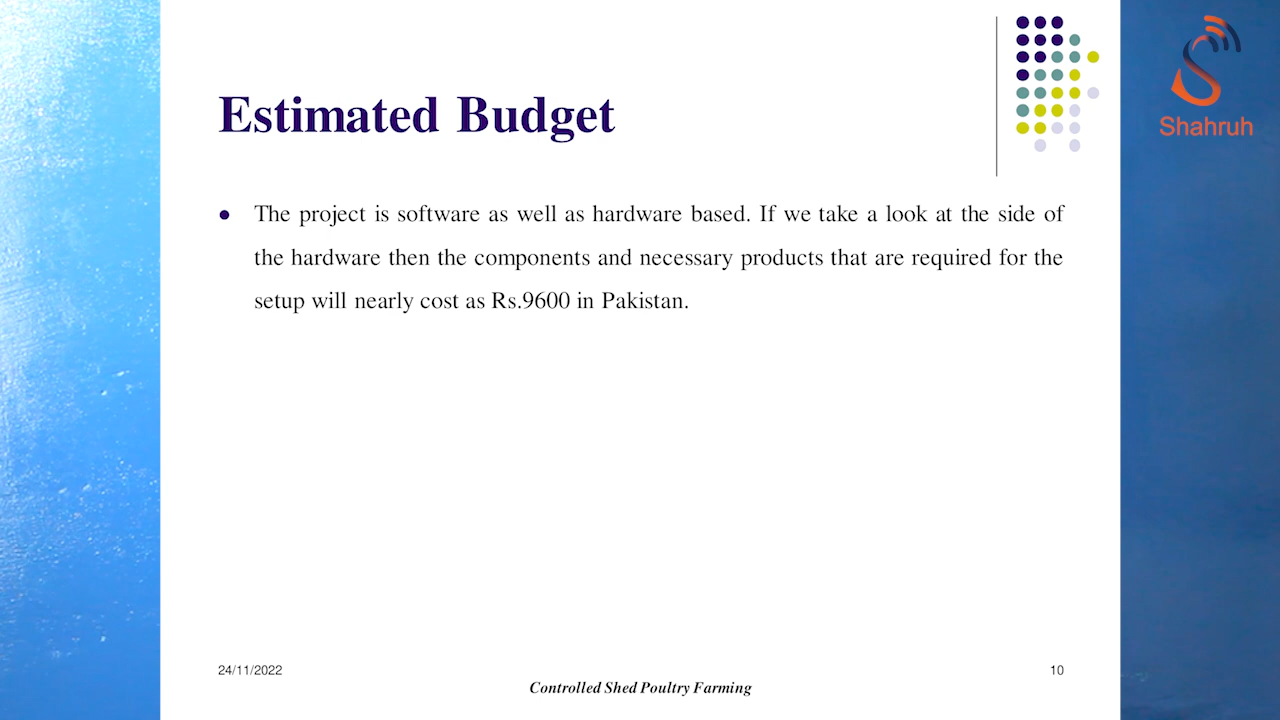 Shahruh
Estimated Budget
● The project is software as well as hardware based. If we take a look at the side of
the hardware then the components and necessary products that are required for the
setup will nearly cost as Rs.9600 in Pakistan.
24/11/2022
10
Controlled Shed Poultry Farming